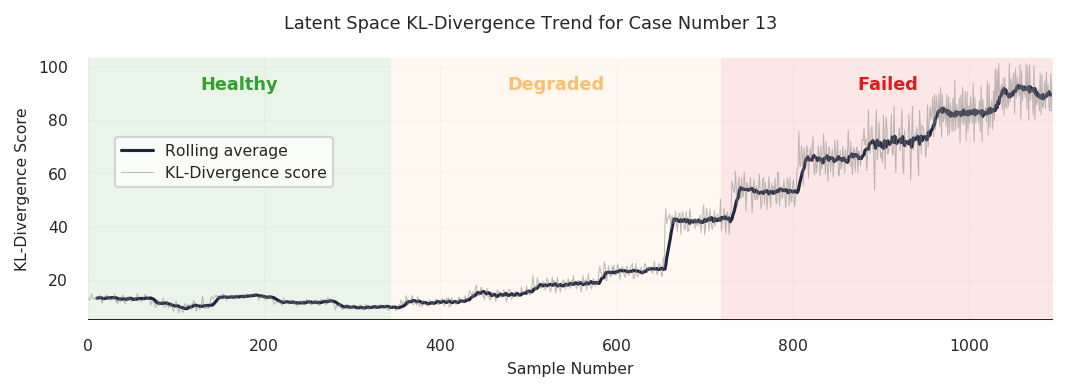 Latent Space KL-Divergence Trend for Case Number 13
KL-Divergence Score
100
80
60
40
20
Healthy
Degraded
Failed
Rolling average
KL-Divergence score
0
200
400
600
800
1000
Sample Number